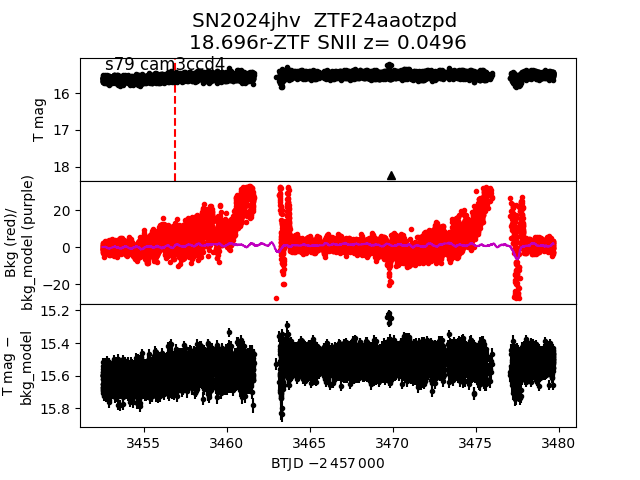 SN2024jhv  ZTF24aaotzpd
18.696r-ZTF SNII z= 0.0496
s79 cam3ccd4
T mag
16
17
18
Bkg (red)/
bkg_model (purple)
20
0
−20
T mag −
bkg_model
15.2
15.4
15.6
15.8
3455
3460
3465
3470
3475
3480
BTJD −2 457 000